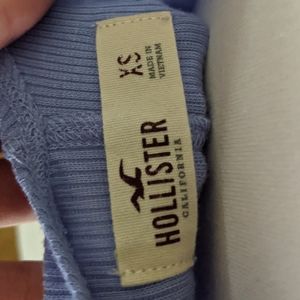 HOLLISTER
CALIFORNIA
XS
MADE IN
VIETNAM